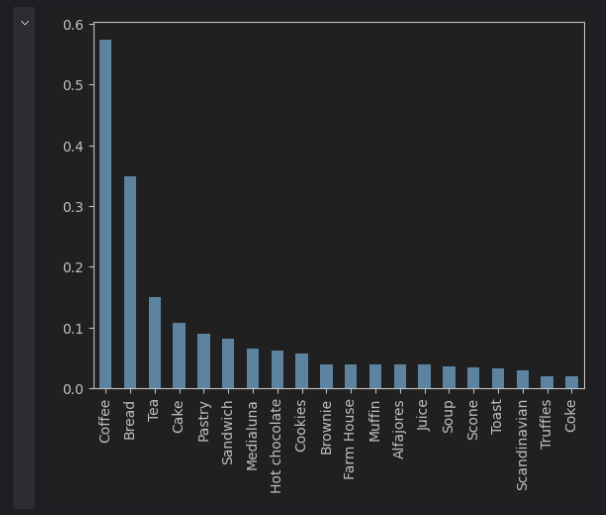 0.6
0.5
0.4
0.3
0.2
0.1
0.0
Coffee
Bread
Tea
Cake
Pastry
Sandwich
Medialuna
Hot chocolate
Cookies
Brownie
Farm House
Muffin
Alfajores
Juice
Soup
Scone
Toast
Scandinavian
Truffles
Coke